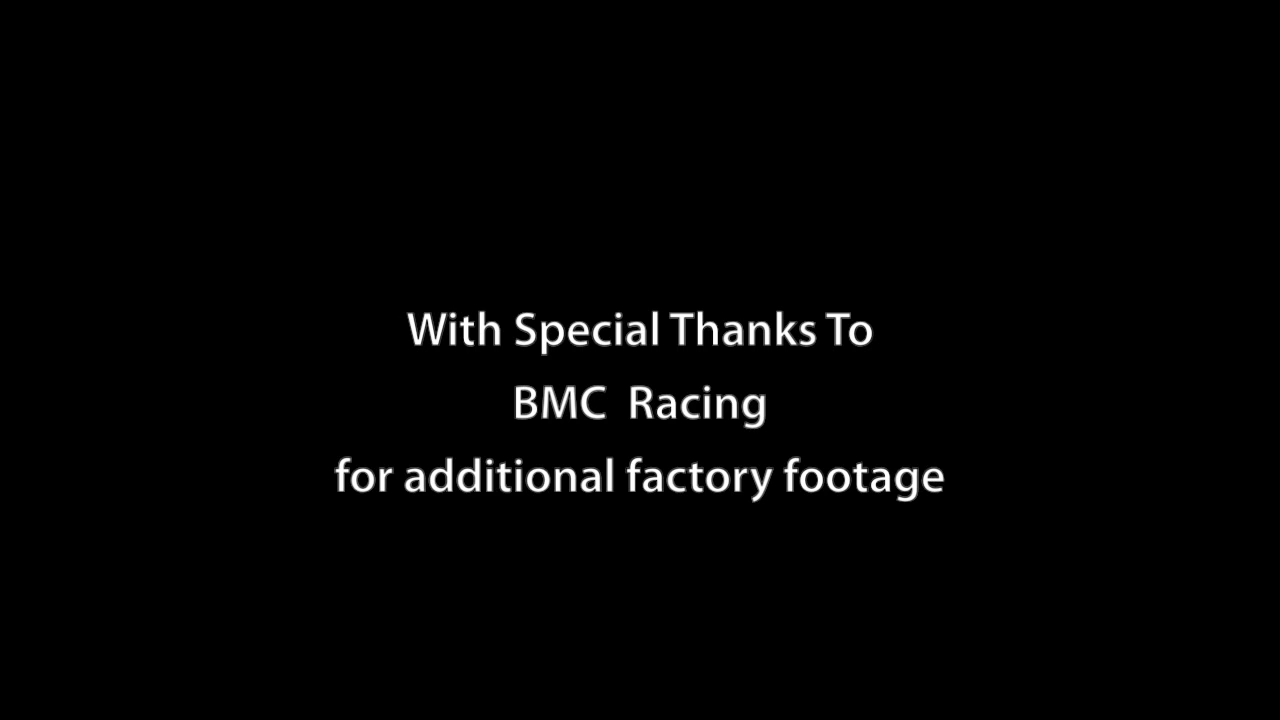 With Special Thanks To
BMC  Racing
for additional factory footage